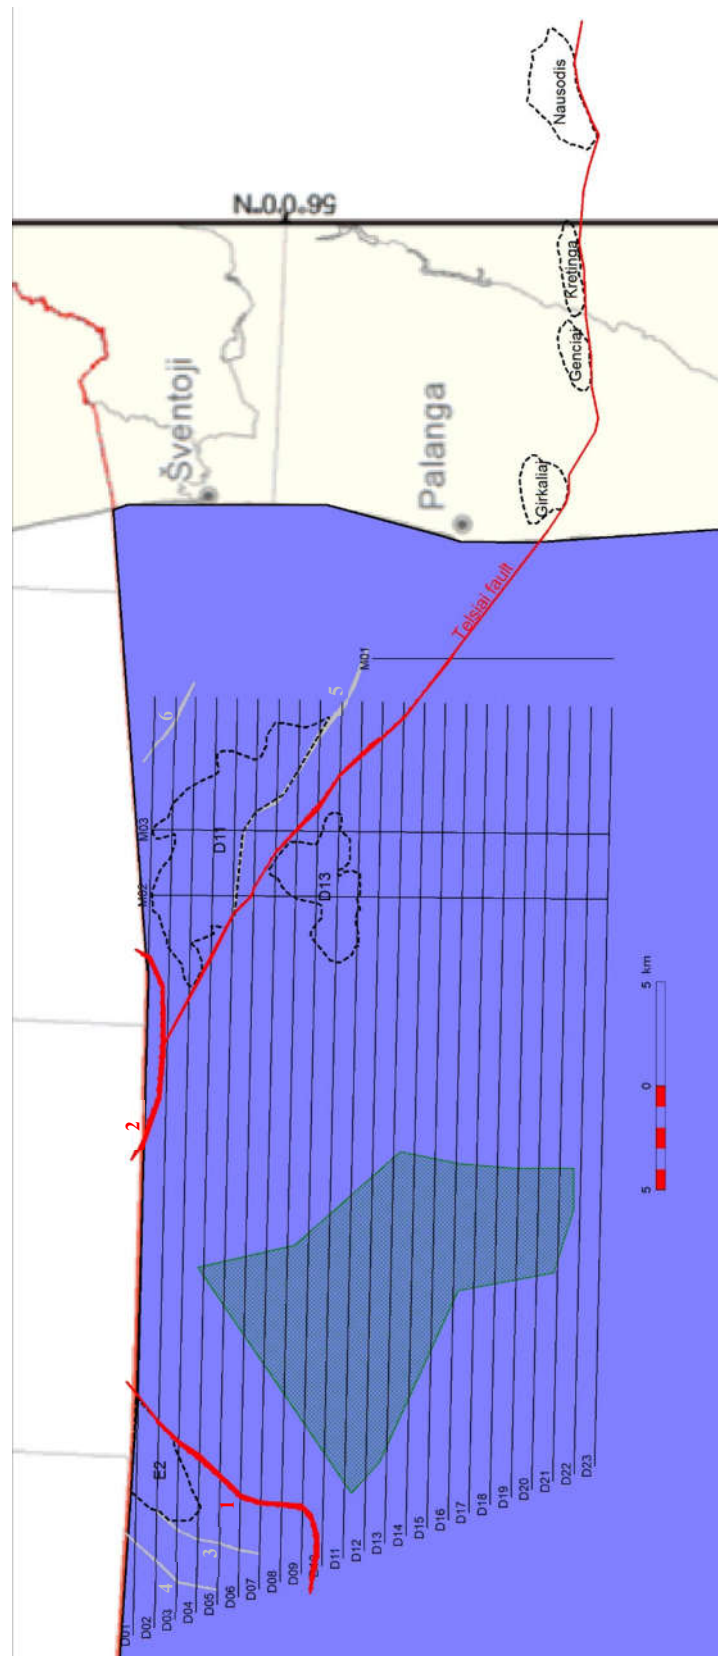 Nausodis
56°0'0"N
Kretinga
Genciai
Šventoji
Palanga
Girkaliai
Telsiai fault
M01
5
6
M03
D11
M02
D13
2
5 0 5 km
E2
1
3
4
D01
D02
D03
D04
D05
D06
D07
D08
D09
D10
D11
D12
D13
D14
D15
D16
D17
D18
D19
D20
D21
D22
D23